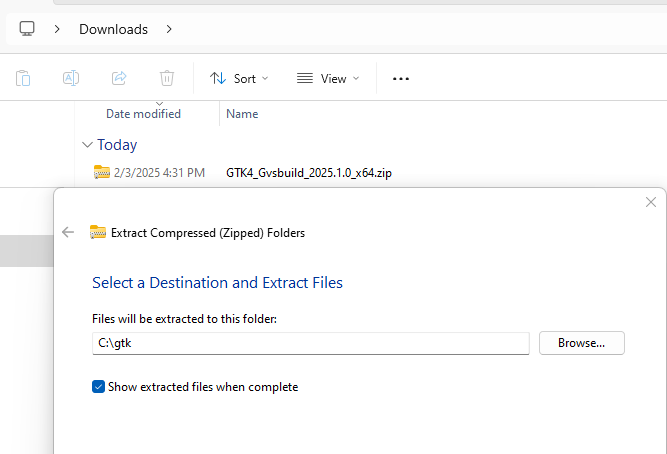 Downloads
Sort
View
Date modified
Name
Today
2/3/2025 4:31 PM
GTK4_Gvsbuild_2025.1.0_x64.zip
Extract Compressed (Zipped) Folders
Select a Destination and Extract Files
Files will be extracted to this folder:
C:\gtk
Browse...
Show extracted files when complete